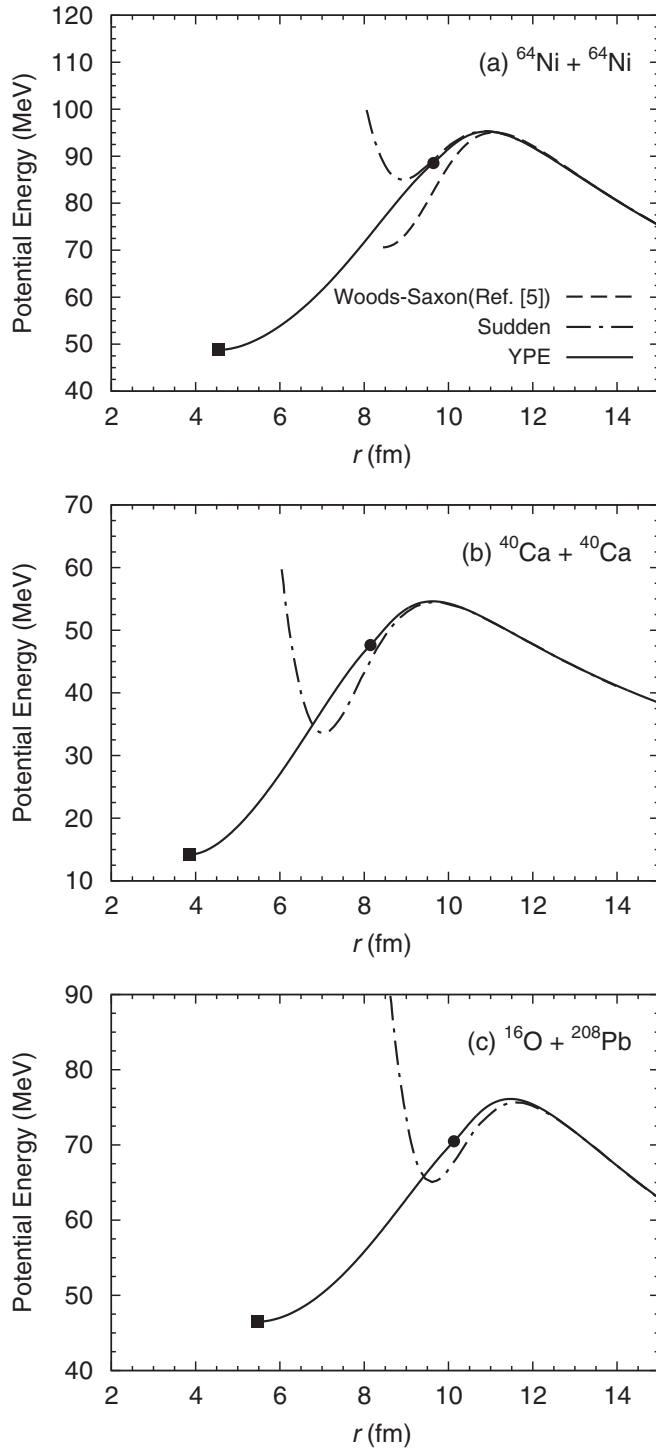 120
110
100
90
80
70
60
50
40
Potential Energy (MeV)
(a) ⁶⁴Ni + ⁶⁴Ni
Woods-Saxon(Ref. [5])
Sudden
YPE
2 4 6 8 10 12 14
r (fm)
70
60
50
40
30
20
10
Potential Energy (MeV)
(b) ⁴⁰Ca + ⁴⁰Ca
2 4 6 8 10 12 14
r (fm)
90
80
70
60
50
40
Potential Energy (MeV)
(c) ¹⁶O + ²⁰⁸Pb
2 4 6 8 10 12 14
r (fm)